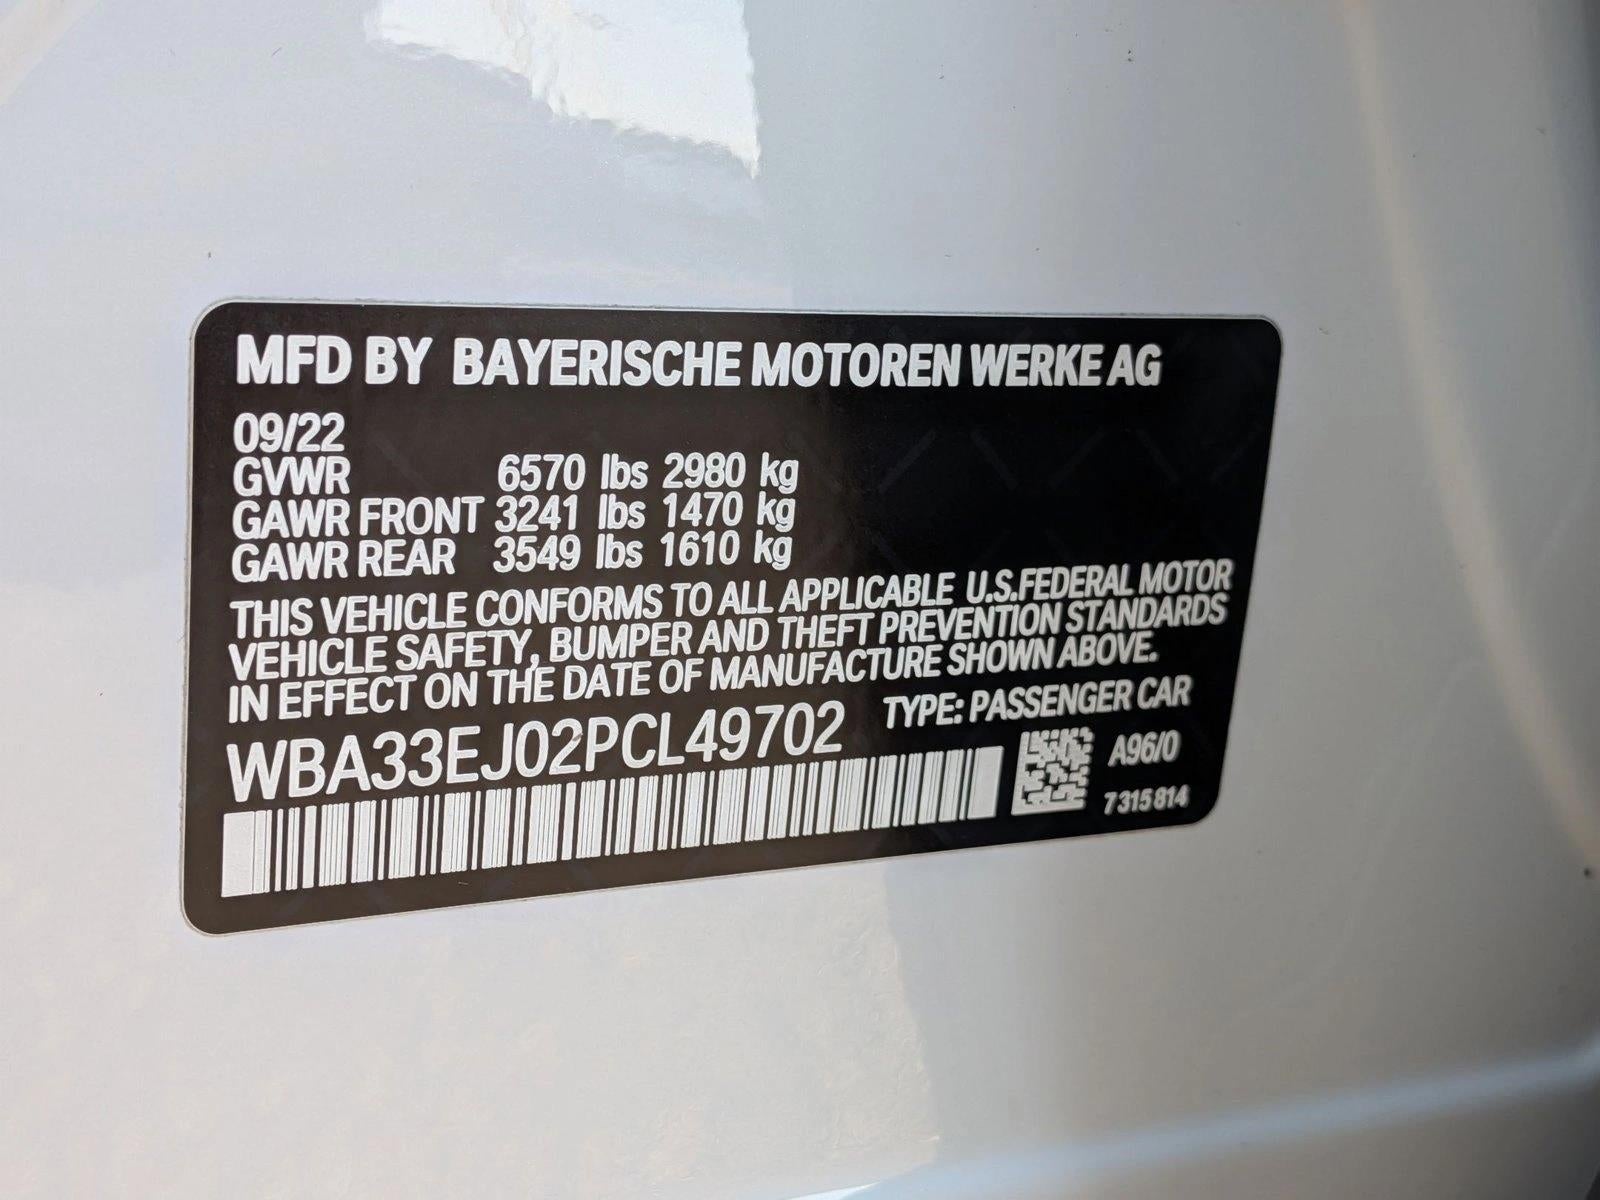 MFD BY BAYERISCHE MOTOREN WERKE AG
09/22
GVWR 6570 lbs 2980 kg
GAWR FRONT 3241 lbs 1470 kg
GAWR REAR 3549 lbs 1610 kg
THIS VEHICLE CONFORMS TO ALL APPLICABLE U.S.FEDERAL MOTOR
VEHICLE SAFETY, BUMPER AND THEFT PREVENTION STANDARDS
IN EFFECT ON THE DATE OF MANUFACTURE SHOWN ABOVE.
WBA33EJ02PCL49702 TYPE: PASSENGER CAR
A96/0
7 315 814